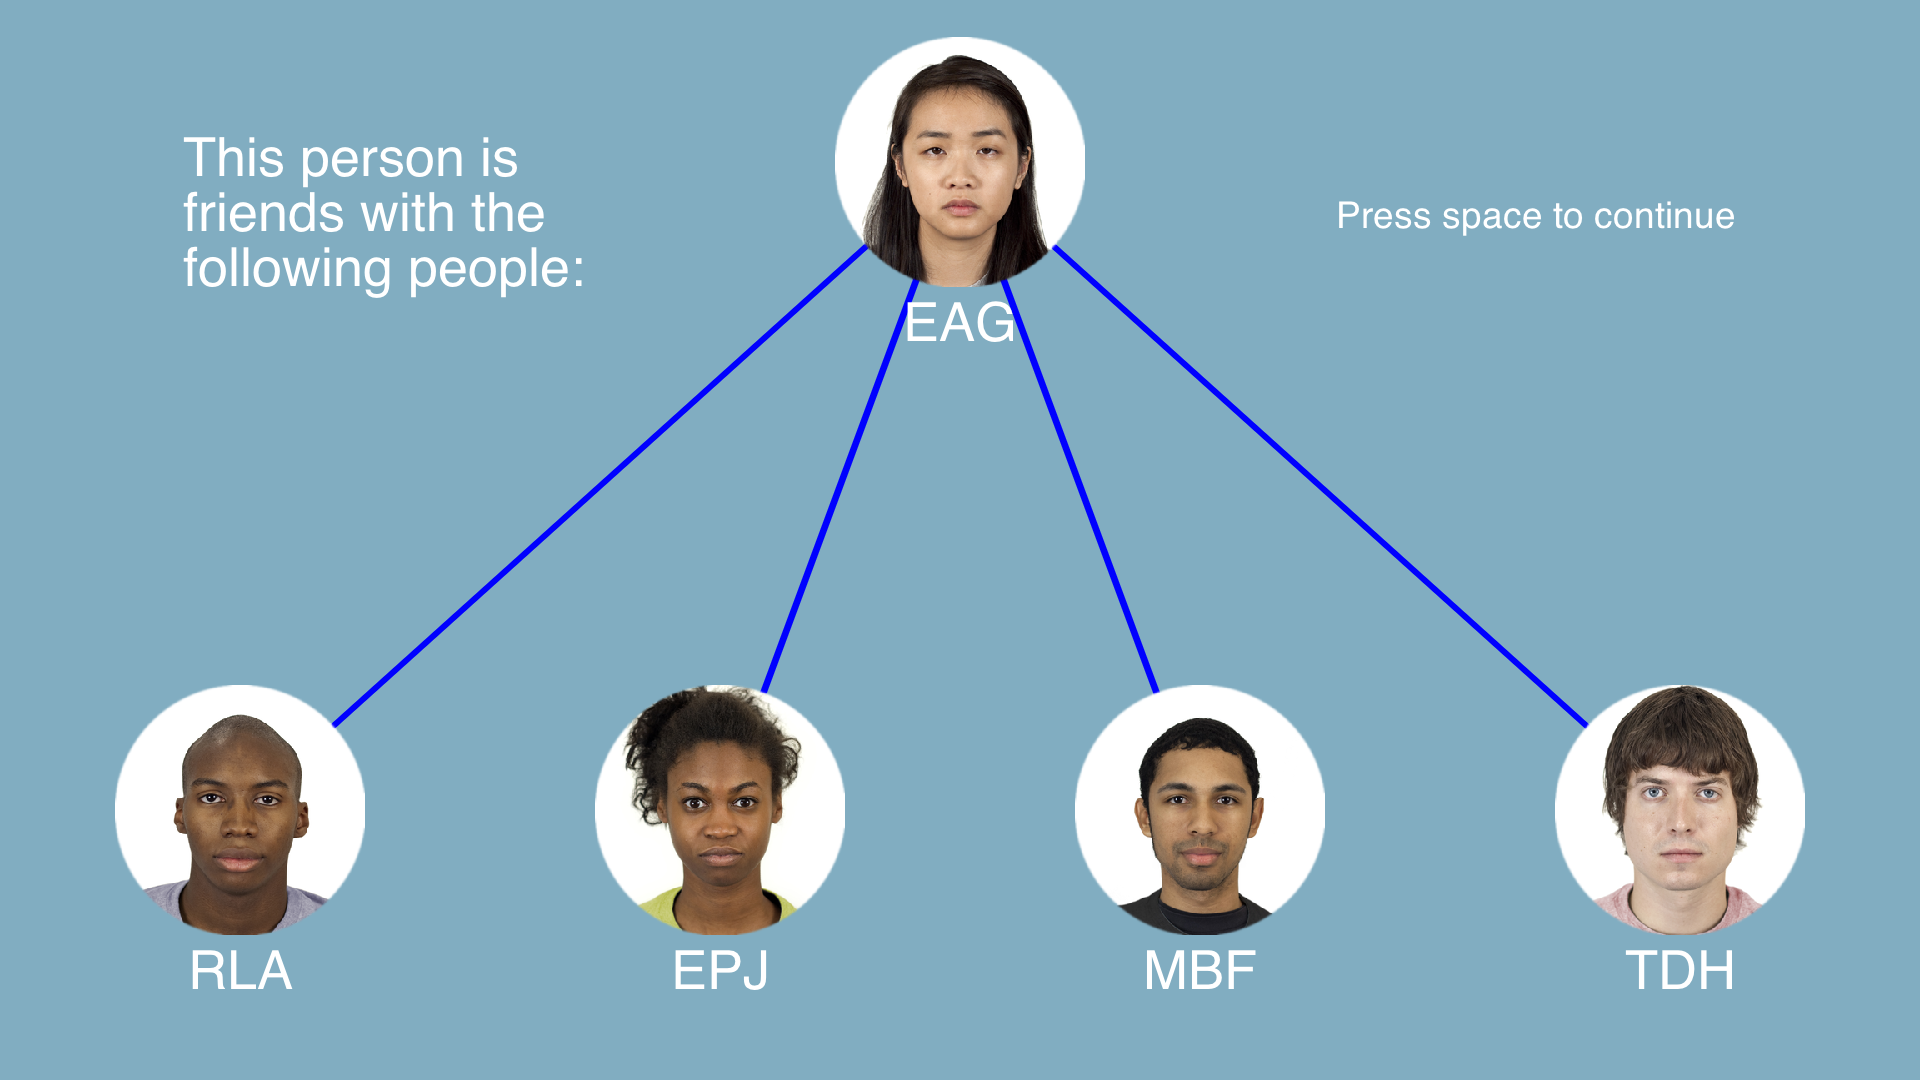 This person is
friends with the
following people:
Press space to continue
EAG
RLA
EPJ
MBF
TDH